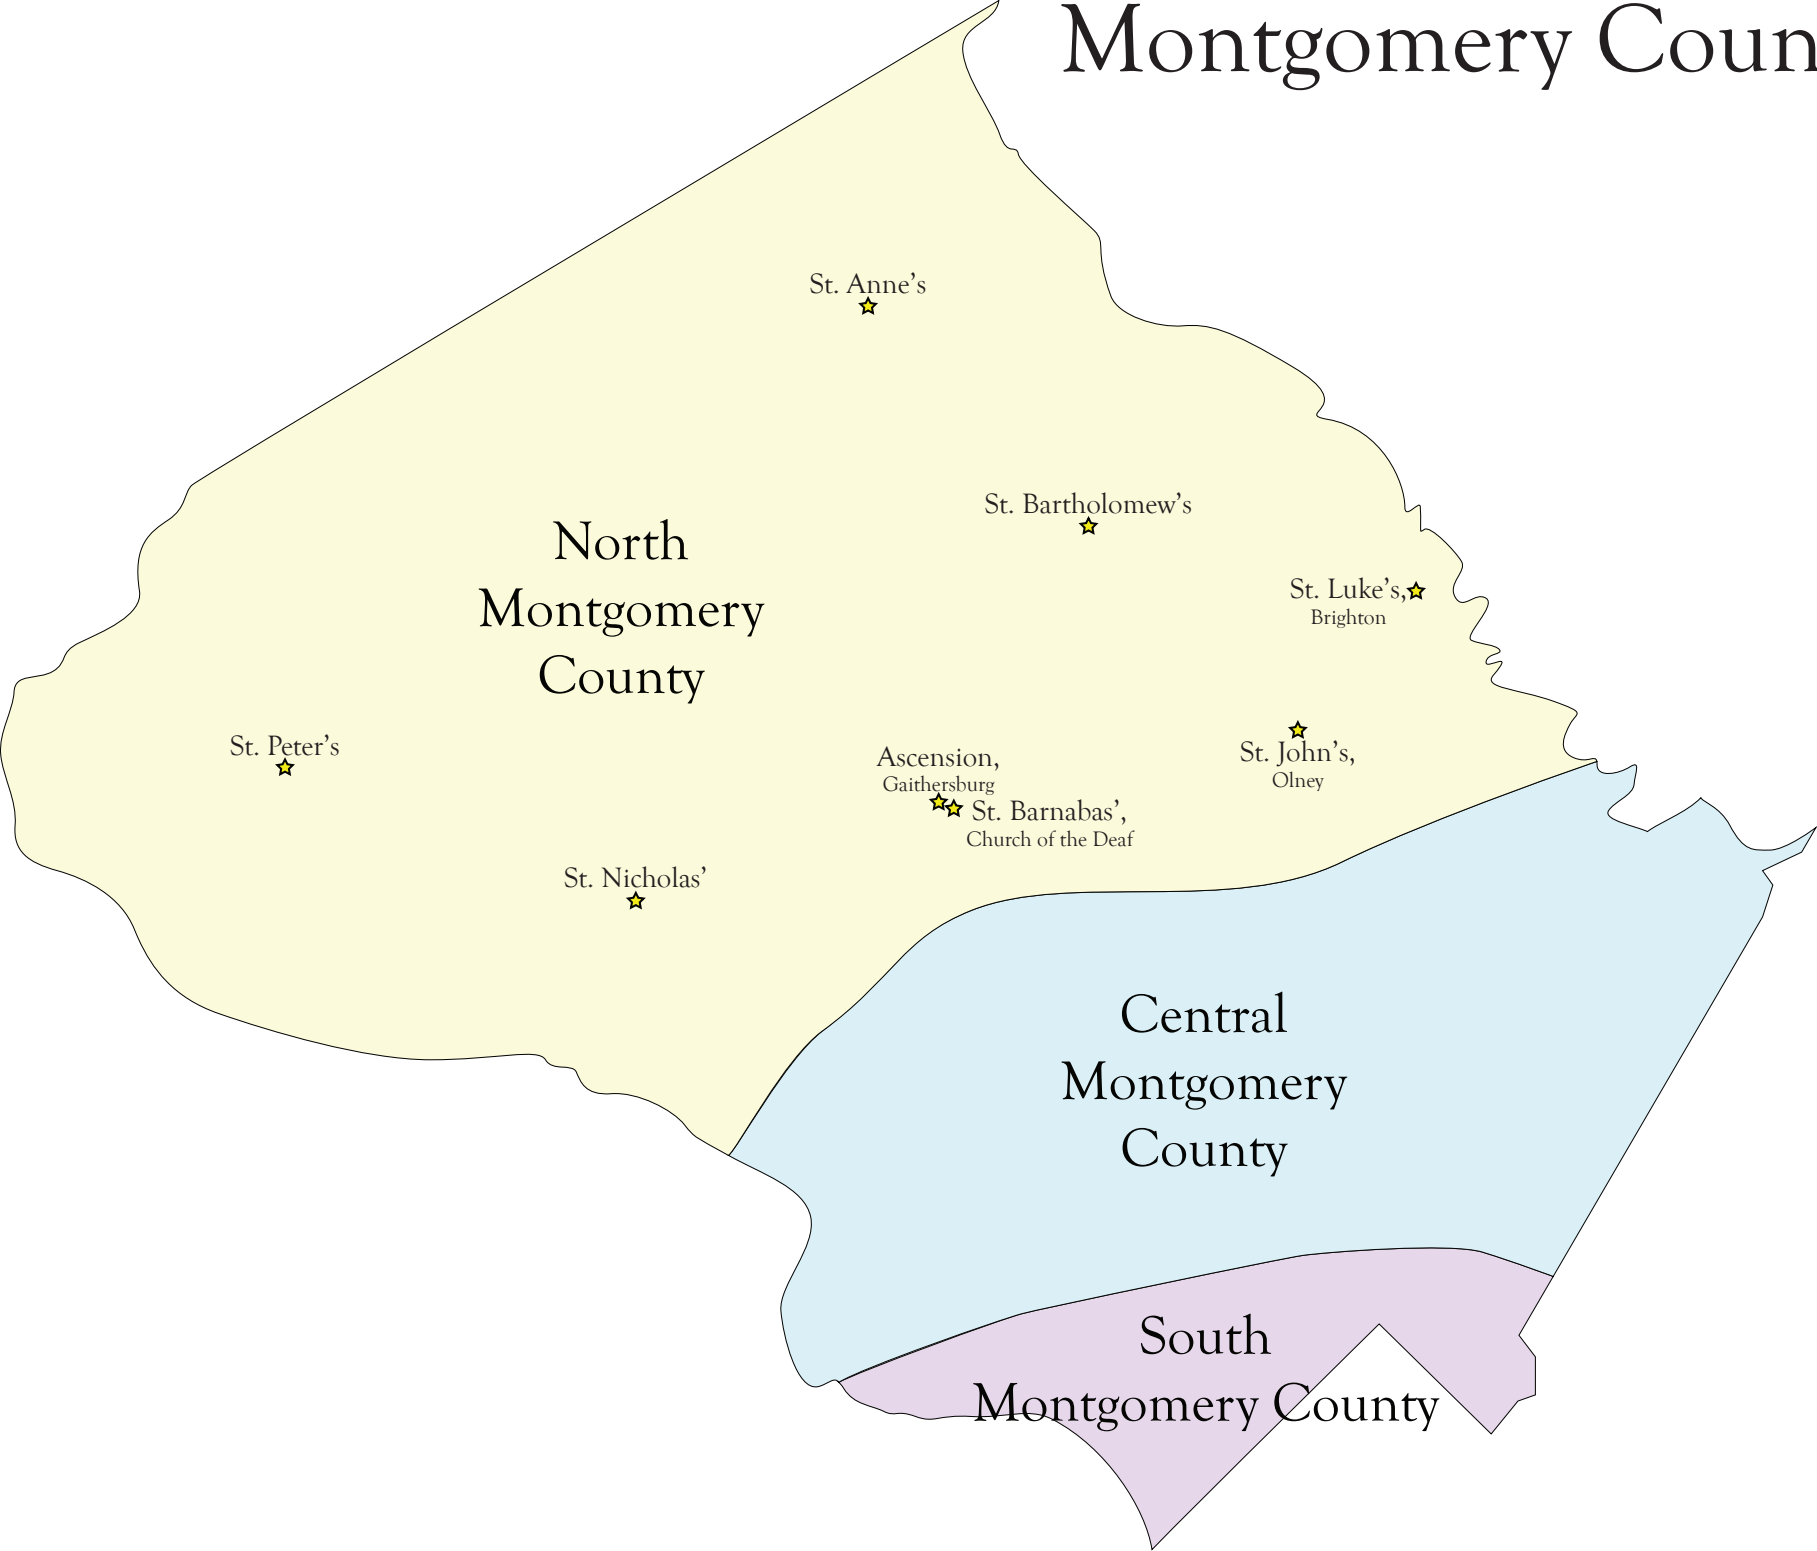 Montgomery Coun
St. Anne's
St. Bartholomew's
North
Montgomery
County
St. Luke's,
Brighton
St. Peter's
Ascension,
Gaithersburg
St. John's,
Olney
St. Barnabas',
Church of the Deaf
St. Nicholas'
Central
Montgomery
County
South
Montgomery County